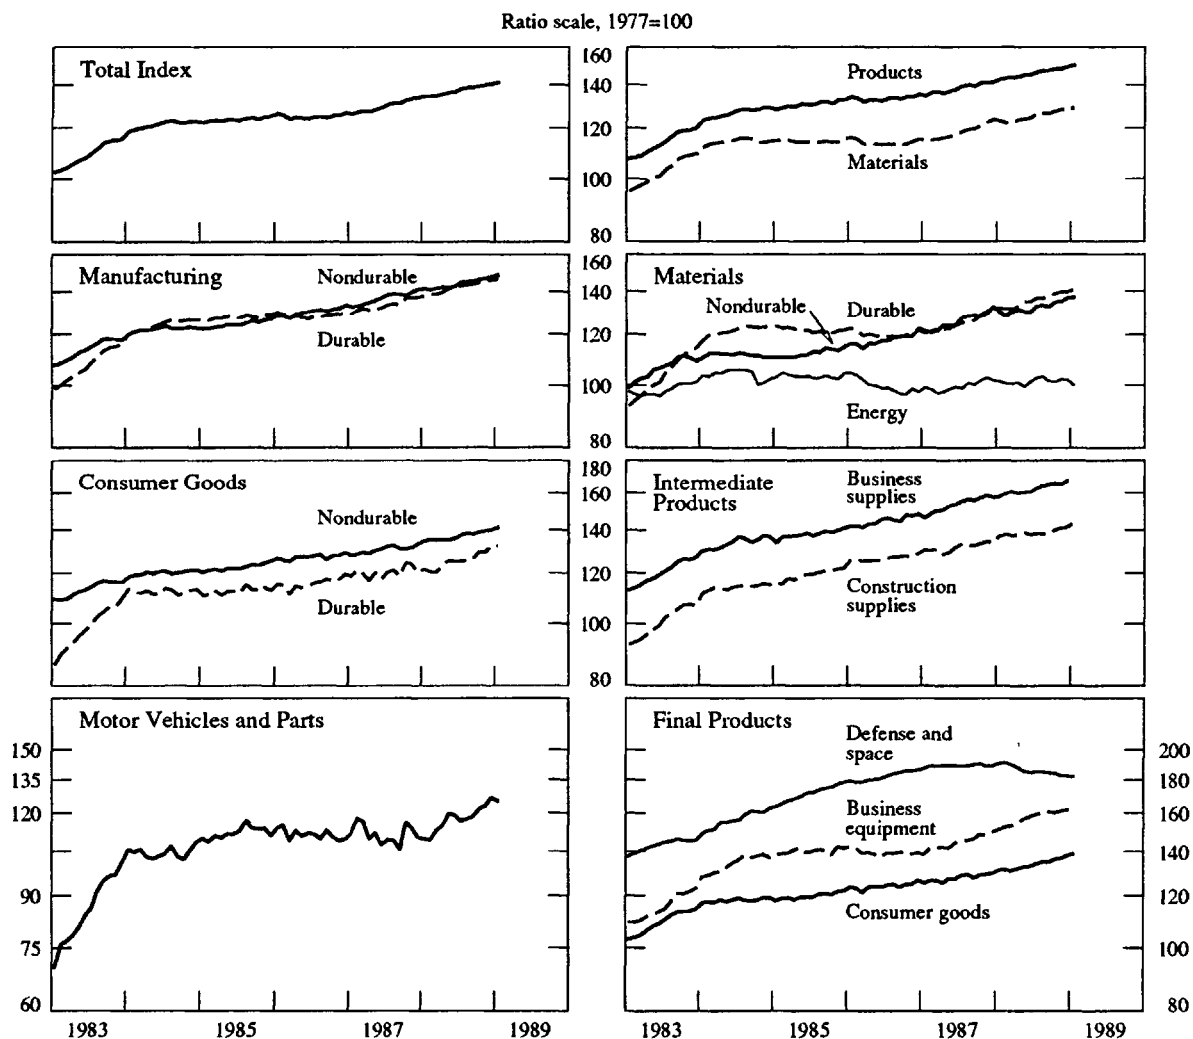 Ratio scale, 1977=100
Total Index
160
140
120
100
80
Products
Materials
Manufacturing
Nondurable
Durable
160
140
120
100
80
Materials
Nondurable
Durable
Energy
Consumer Goods
Nondurable
Durable
180
160
140
120
100
80
Intermediate
Products
Business
supplies
Construction
supplies
Motor Vehicles and Parts
150
135
120
90
75
60
1983
1985
1987
1989
Final Products
Defense and
space
Business
equipment
Consumer goods
200
180
160
140
120
100
80
1983
1985
1987
1989